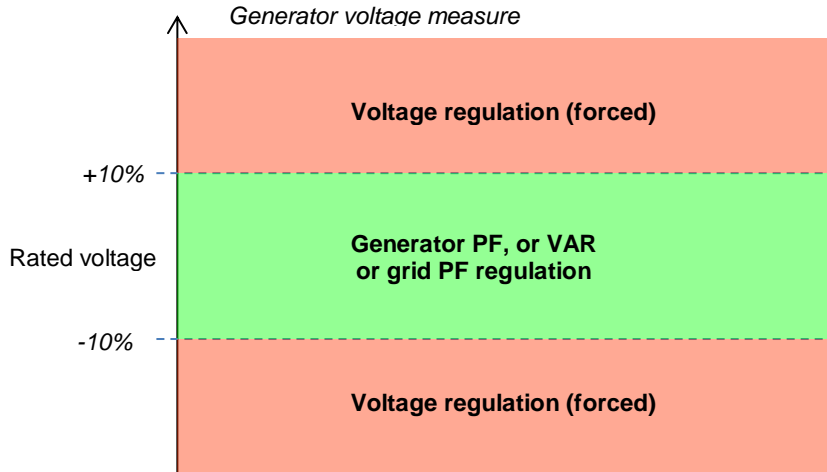 Generator voltage measure
Voltage regulation (forced)
+10%
Rated voltage
Generator PF, or VAR
or grid PF regulation
-10%
Voltage regulation (forced)